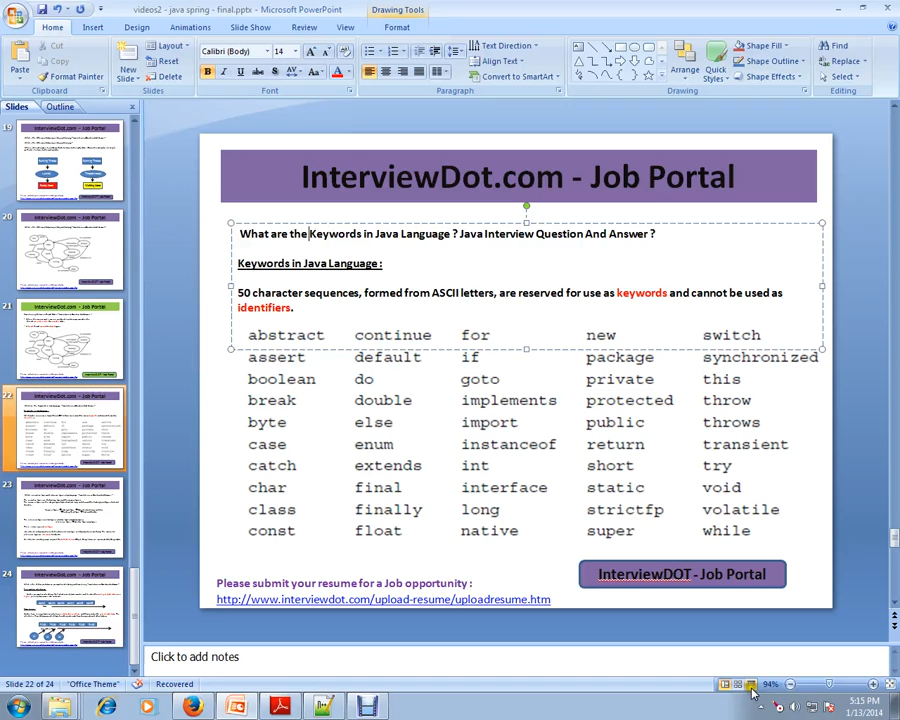 videos2 - java spring - final.pptx - Microsoft PowerPoint
Drawing Tools
Home Insert Design Animations Slide Show Review View Format
Paste
Cut
Copy
Format Painter
Clipboard
New Slide
Layout
Reset
Delete
Slides
Calibri (Body) 14
Font
Text Direction
Align Text
Convert to SmartArt
Paragraph
Arrange
Quick Styles
Shape Fill
Shape Outline
Shape Effects
Drawing
Find
Replace
Select
Editing
Slides Outline
19
20
21
22
23
24
InterviewDot.com - Job Portal
What are the Keywords in Java Language ? Java Interview Question And Answer ?
Keywords in Java Language :
50 character sequences, formed from ASCII letters, are reserved for use as keywords and cannot be used as
identifiers.
abstract continue for new switch
assert default if package synchronized
boolean do goto private this
break double implements protected throw
byte else import public throws
case enum instanceof return transient
catch extends int short try
char final interface static void
class finally long strictfp volatile
const float native super while
InterviewDOT - Job Portal
Please submit your resume for a Job opportunity :
http://www.interviewdot.com/upload-resume/uploadresume.htm
Click to add notes
Slide 22 of 24 "Office Theme" Recovered 94%
5:15 PM
1/13/2014